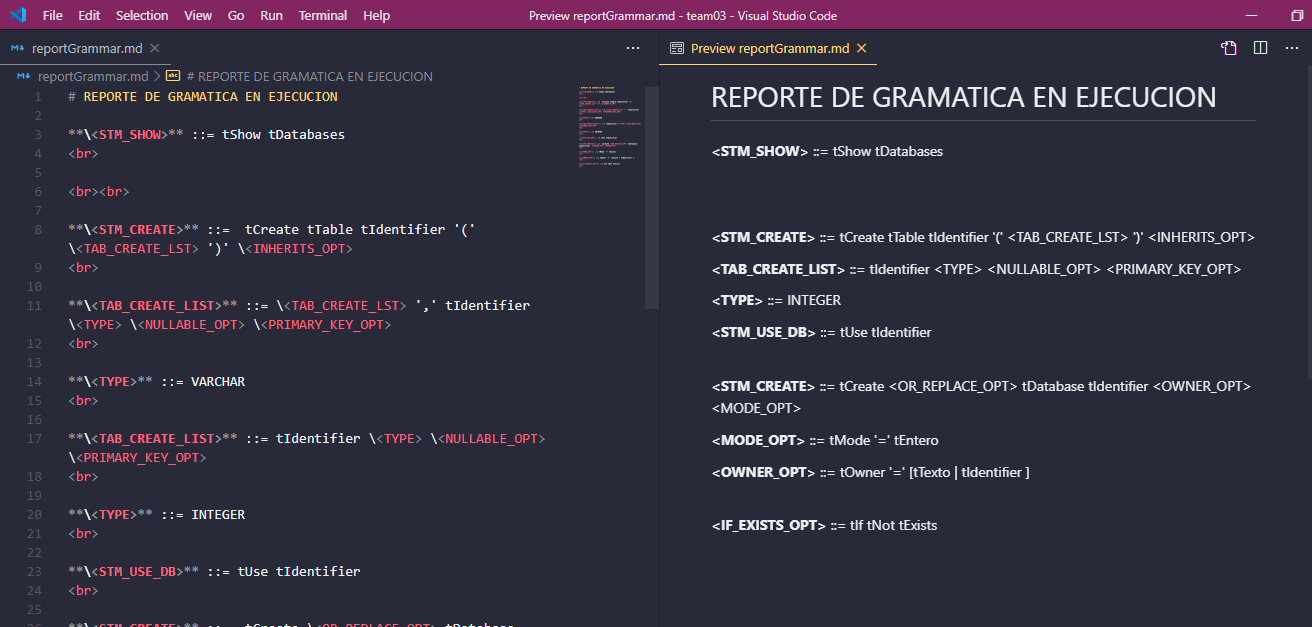 File Edit Selection View Go Run Terminal Help
Preview reportGrammar.md - team03 - Visual Studio Code
reportGrammar.md
reportGrammar.md > # REPORTE DE GRAMATICA EN EJECUCION
1 # REPORTE DE GRAMATICA EN EJECUCION
2
3 **\<STM_SHOW>** ::= tShow tDatabases
4 <br>
5
6 <br><br>
7
8 **\<STM_CREATE>** ::=  tCreate tTable tIdentifier '('
\<TAB_CREATE_LST> ')' \<INHERITS_OPT>
9 <br>
10
11 **\<TAB_CREATE_LIST>** ::= \<TAB_CREATE_LST> ',' tIdentifier
\<TYPE> \<NULLABLE_OPT> \<PRIMARY_KEY_OPT>
12 <br>
13
14 **\<TYPE>** ::= VARCHAR
15 <br>
16
17 **\<TAB_CREATE_LIST>** ::= tIdentifier \<TYPE> \<NULLABLE_OPT>
\<PRIMARY_KEY_OPT>
18 <br>
19
20 **\<TYPE>** ::= INTEGER
21 <br>
22
23 **\<STM_USE_DB>** ::= tUse tIdentifier
24 <br>
25
26 **\<STM_CREATE>** ::=  tCreate \<OR_REPLACE_OPT> tDatabase
Preview reportGrammar.md
REPORTE DE GRAMATICA EN EJECUCION
<STM_SHOW> ::= tShow tDatabases
<STM_CREATE> ::= tCreate tTable tIdentifier '(' <TAB_CREATE_LST> ')' <INHERITS_OPT>
<TAB_CREATE_LIST> ::= tIdentifier <TYPE> <NULLABLE_OPT> <PRIMARY_KEY_OPT>
<TYPE> ::= INTEGER
<STM_USE_DB> ::= tUse tIdentifier
<STM_CREATE> ::= tCreate <OR_REPLACE_OPT> tDatabase tIdentifier <OWNER_OPT>
<MODE_OPT>
<MODE_OPT> ::= tMode '=' tEntero
<OWNER_OPT> ::= tOwner '=' [tTexto | tIdentifier ]
<IF_EXISTS_OPT> ::= tIf tNot tExists